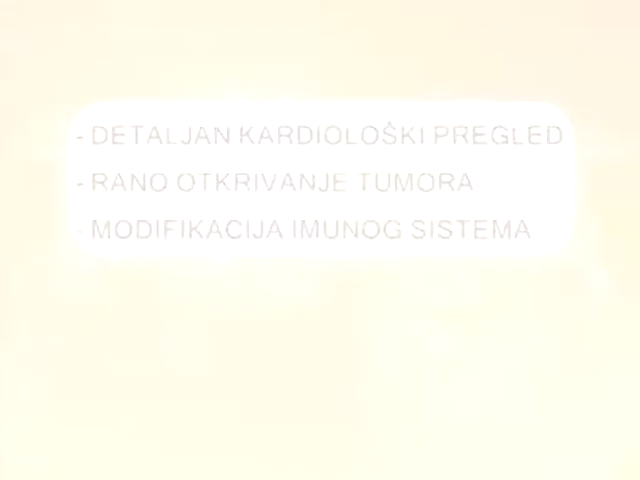 - DETALJAN KARDIOLOŠKI PREGLED
- RANO OTKRIVANJE TUMORA
- MODIFIKACIJA IMUNOG SISTEMA